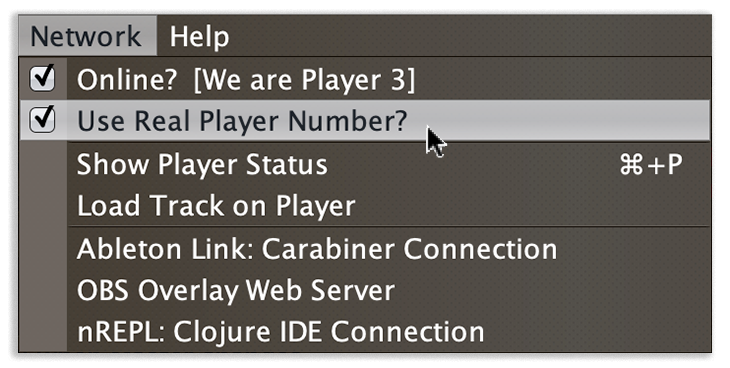 Network Help
Online? [We are Player 3]
Use Real Player Number?
Show Player Status ⌘+P
Load Track on Player
Ableton Link: Carabiner Connection
OBS Overlay Web Server
nREPL: Clojure IDE Connection